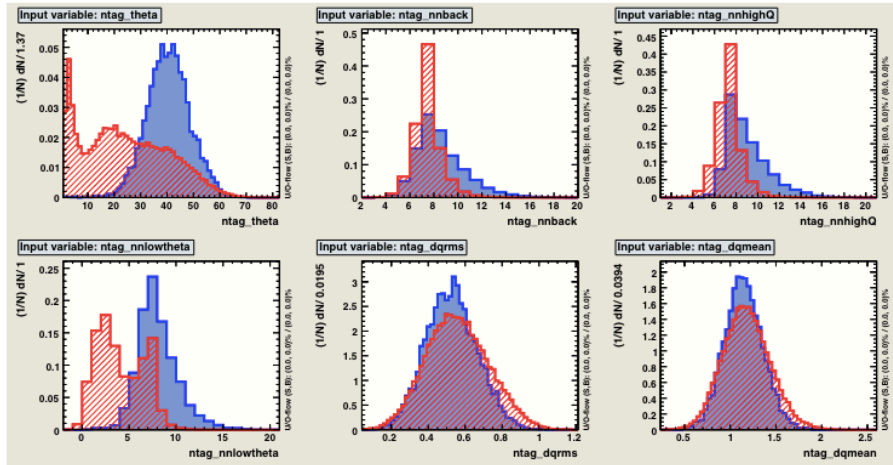 Input variable: ntag_theta
(1/N) dN/ 1.37
0.05
0.04
0.03
0.02
0.01
0
10 20 30 40 50 60 70 80
ntag_theta
U/O-flow (S,B): (0.0, 0.0)% / (0.0, 0.0)%
Input variable: ntag_nnback
(1/N) dN/ 1
0.5
0.4
0.3
0.2
0.1
0
2 4 6 8 10 12 14 16 18 20
ntag_nnback
U/O-flow (S,B): (0.0, 0.0)% / (0.0, 0.0)%
Input variable: ntag_nnhighQ
(1/N) dN/ 1
0.45
0.4
0.35
0.3
0.25
0.2
0.15
0.1
0.05
0
2 4 6 8 10 12 14 16 18 20
ntag_nnhighQ
U/O-flow (S,B): (0.0, 0.0)% / (0.0, 0.0)%
Input variable: ntag_nnlowtheta
(1/N) dN/ 1
0.25
0.2
0.15
0.1
0.05
0
0 5 10 15 20
ntag_nnlowtheta
U/O-flow (S,B): (0.0, 0.0)% / (0.0, 0.0)%
Input variable: ntag_dqrms
(1/N) dN/ 0.0195
3
2.5
2
1.5
1
0.5
0
0.2 0.4 0.6 0.8 1 1.2
ntag_dqrms
U/O-flow (S,B): (0.0, 0.0)% / (0.0, 0.0)%
Input variable: ntag_dqmean
(1/N) dN/ 0.0394
2
1.8
1.6
1.4
1.2
1
0.8
0.6
0.4
0.2
0
0.5 1 1.5 2 2.5
ntag_dqmean
U/O-flow (S,B): (0.0, 0.0)% / (0.0, 0.0)%